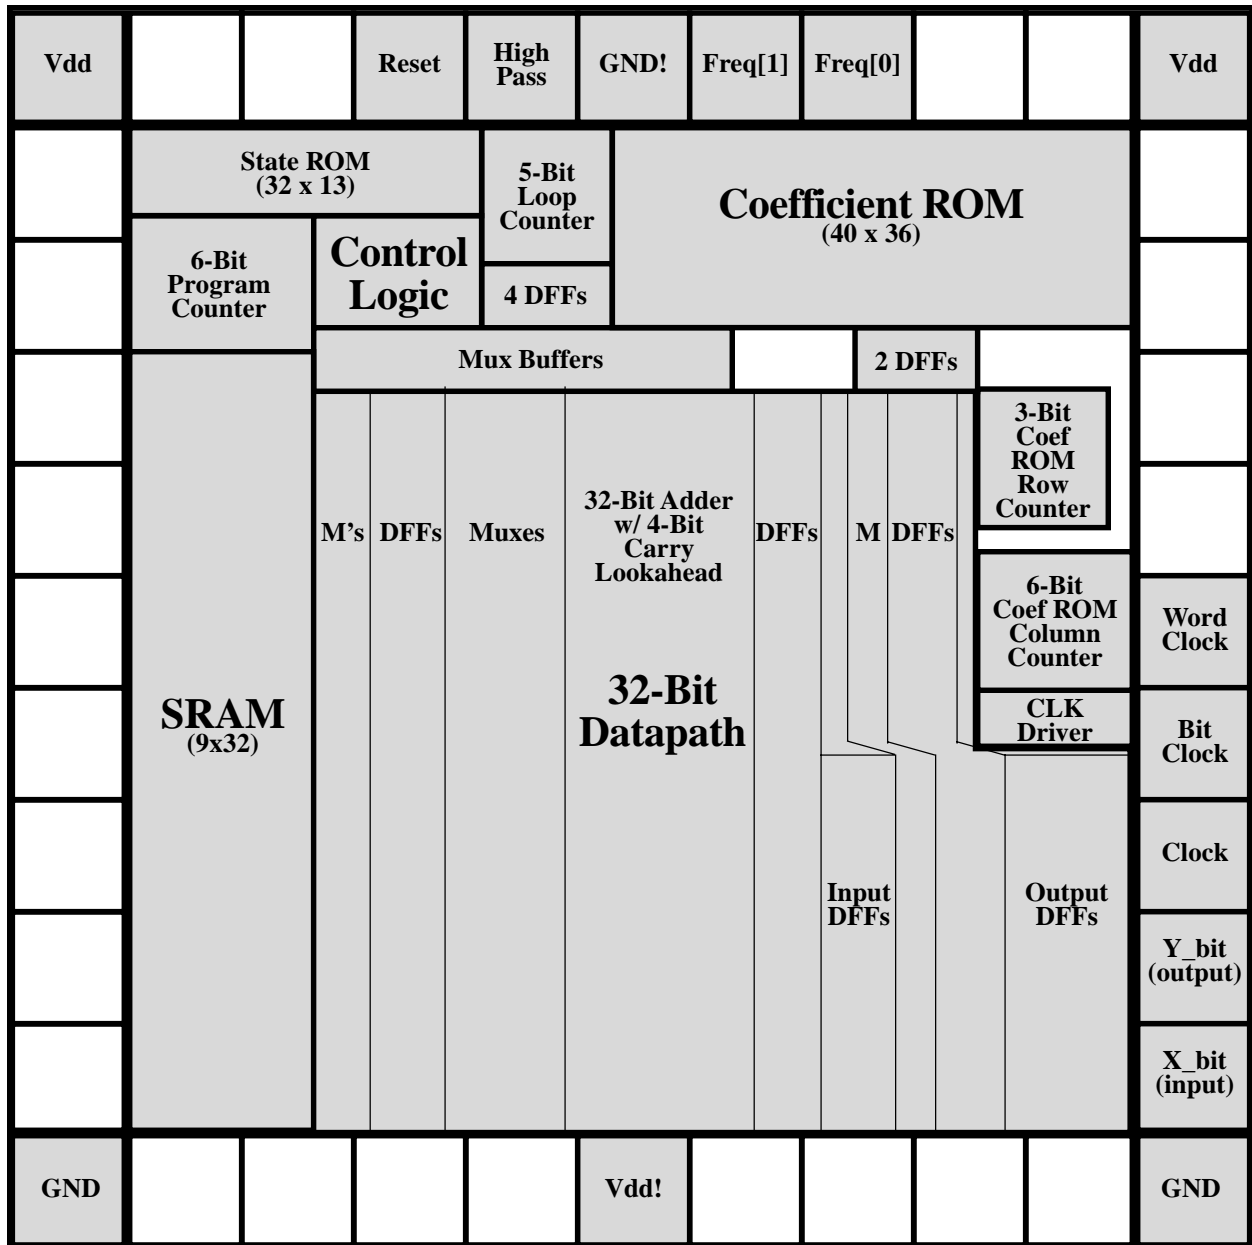 Vdd
Reset
High
Pass
GND!
Freq[1]
Freq[0]
Vdd
State ROM
(32 x 13)
5-Bit
Loop
Counter
Coefficient ROM
(40 x 36)
6-Bit
Program
Counter
Control
Logic
4 DFFs
Mux Buffers
2 DFFs
3-Bit
Coef
ROM
Row
Counter
M's
DFFs
Muxes
32-Bit Adder
w/ 4-Bit
Carry
Lookahead
DFFs
M
DFFs
6-Bit
Coef ROM
Column
Counter
Word
Clock
SRAM
(9x32)
32-Bit
Datapath
CLK
Driver
Bit
Clock
Clock
Input
DFFs
Output
DFFs
Y_bit
(output)
X_bit
(input)
GND
Vdd!
GND